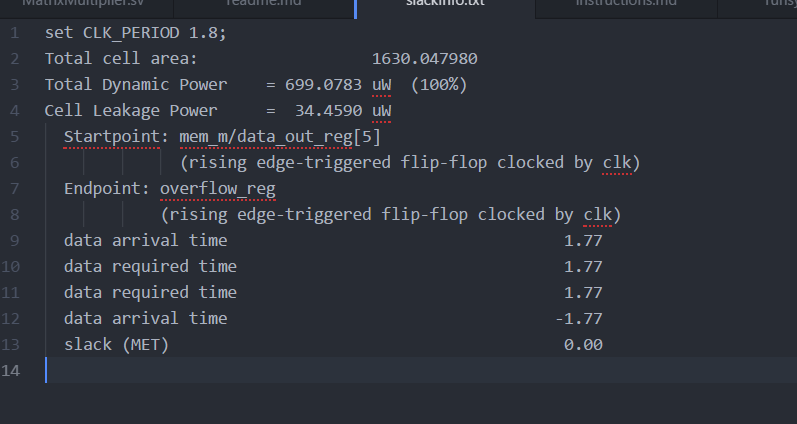 MatrixMultiplier.sv readme.md slackinfo.txt instructions.md runsy
1 set CLK_PERIOD 1.8;
2 Total cell area: 1630.047980
3 Total Dynamic Power = 699.0783 uW (100%)
4 Cell Leakage Power = 34.4590 uW
5 Startpoint: mem_m/data_out_reg[5]
6 (rising edge-triggered flip-flop clocked by clk)
7 Endpoint: overflow_reg
8 (rising edge-triggered flip-flop clocked by clk)
9 data arrival time 1.77
10 data required time 1.77
11 data required time 1.77
12 data arrival time -1.77
13 slack (MET) 0.00
14